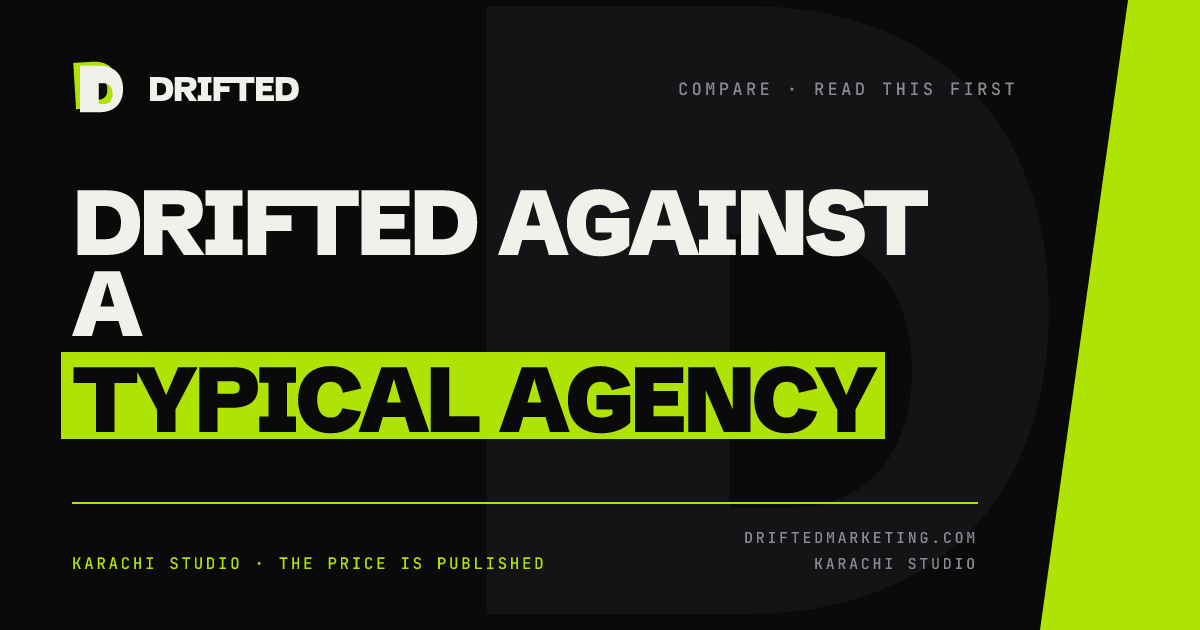 DRIFTED
COMPARE · READ THIS FIRST
DRIFTED AGAINST
A
TYPICAL AGENCY
DRIFTEDMARKETING.COM
KARACHI STUDIO · THE PRICE IS PUBLISHED
KARACHI STUDIO